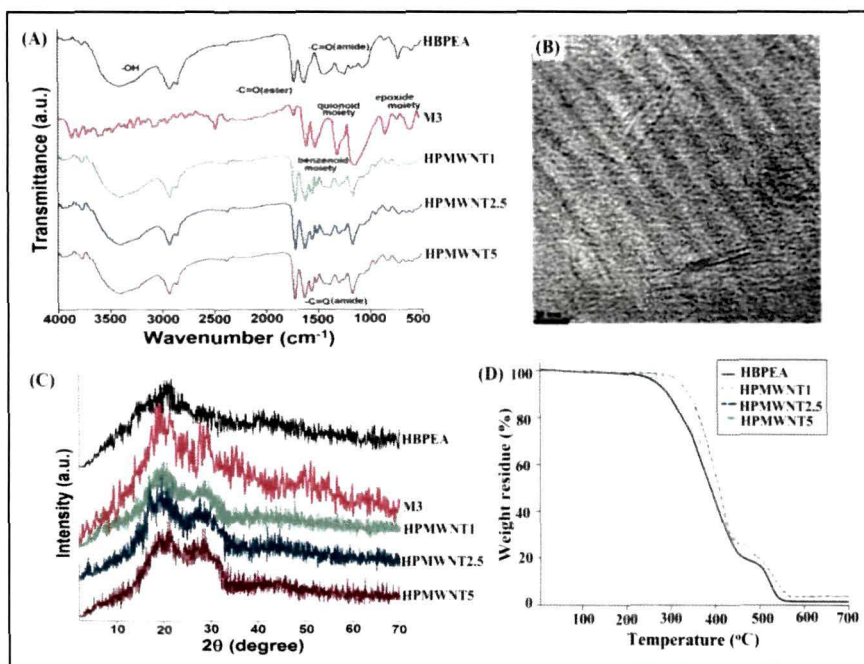 (A)
HBPEA
-C=O(amide)
-OH
-C=O(ester)
quionoid
moiety
epoxide
moiety
M3
benzenoid
moiety
HPMWNT1
HPMWNT2.5
HPMWNT5
-C=O(amide)
Transmittance (a.u.)
4000 3500 3000 2500 2000 1500 1000 500
Wavenumber (cm⁻¹)
(B)
(C)
HBPEA
M3
HPMWNT1
HPMWNT2.5
HPMWNT5
Intensity (a.u.)
10 20 30 40 50 60 70
2θ (degree)
(D)
HBPEA
HPMWNT1
HPMWNT2.5
HPMWNT5
Weight residue (%)
100
80
60
40
20
0
100 200 300 400 500 600 700
Temperature (°C)